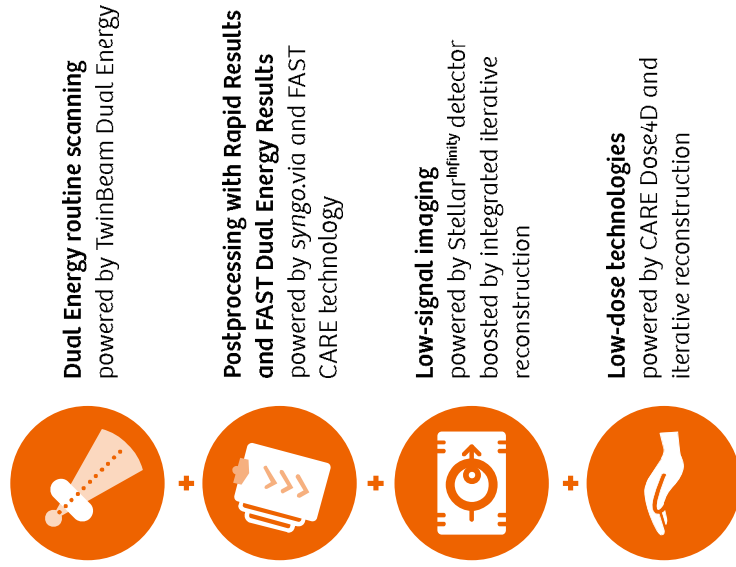 Dual Energy routine scanning
powered by TwinBeam Dual Energy
+
Postprocessing with Rapid Results
and FAST Dual Energy Results
powered by syngo.via and FAST
CARE technology
+
Low-signal imaging
powered by Stellar^Infinity detector
boosted by integrated iterative
reconstruction
+
Low-dose technologies
powered by CARE Dose4D and
iterative reconstruction